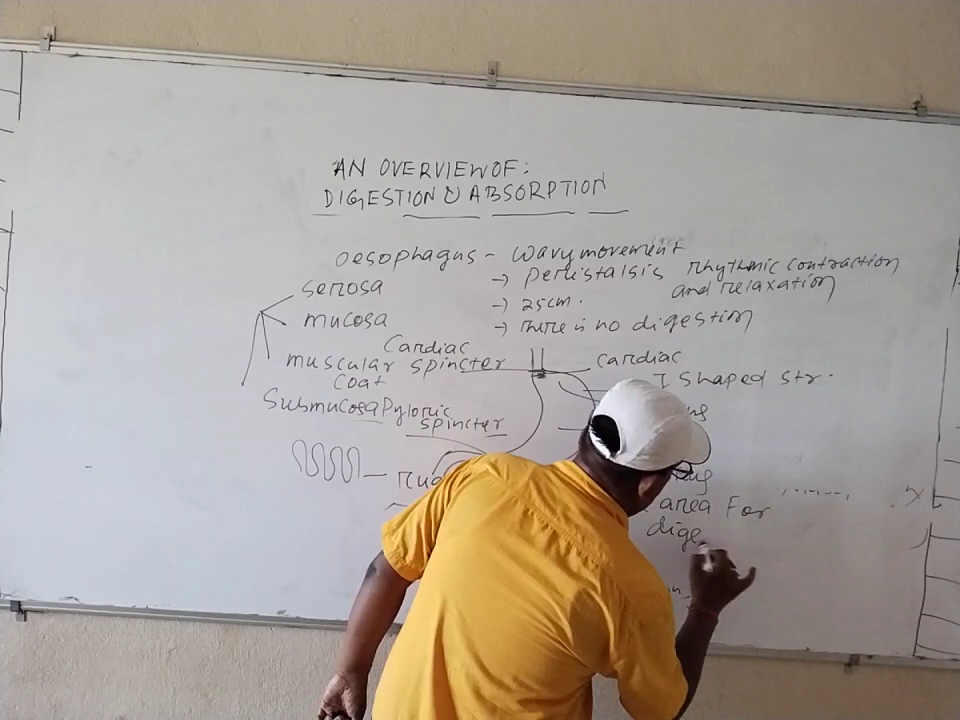 AN OVERVIEW OF:
DIGESTION & ABSORPTION
oesophagus - wavy movement
→ peristalsis rhythmic contraction
and relaxation
→ 25cm.
→ There is no digestion
serosa
mucosa
muscular
coat
Submucosa
Cardiac
spincter
cardiac
J shaped str.
Pyloric
spincter
area For
dige